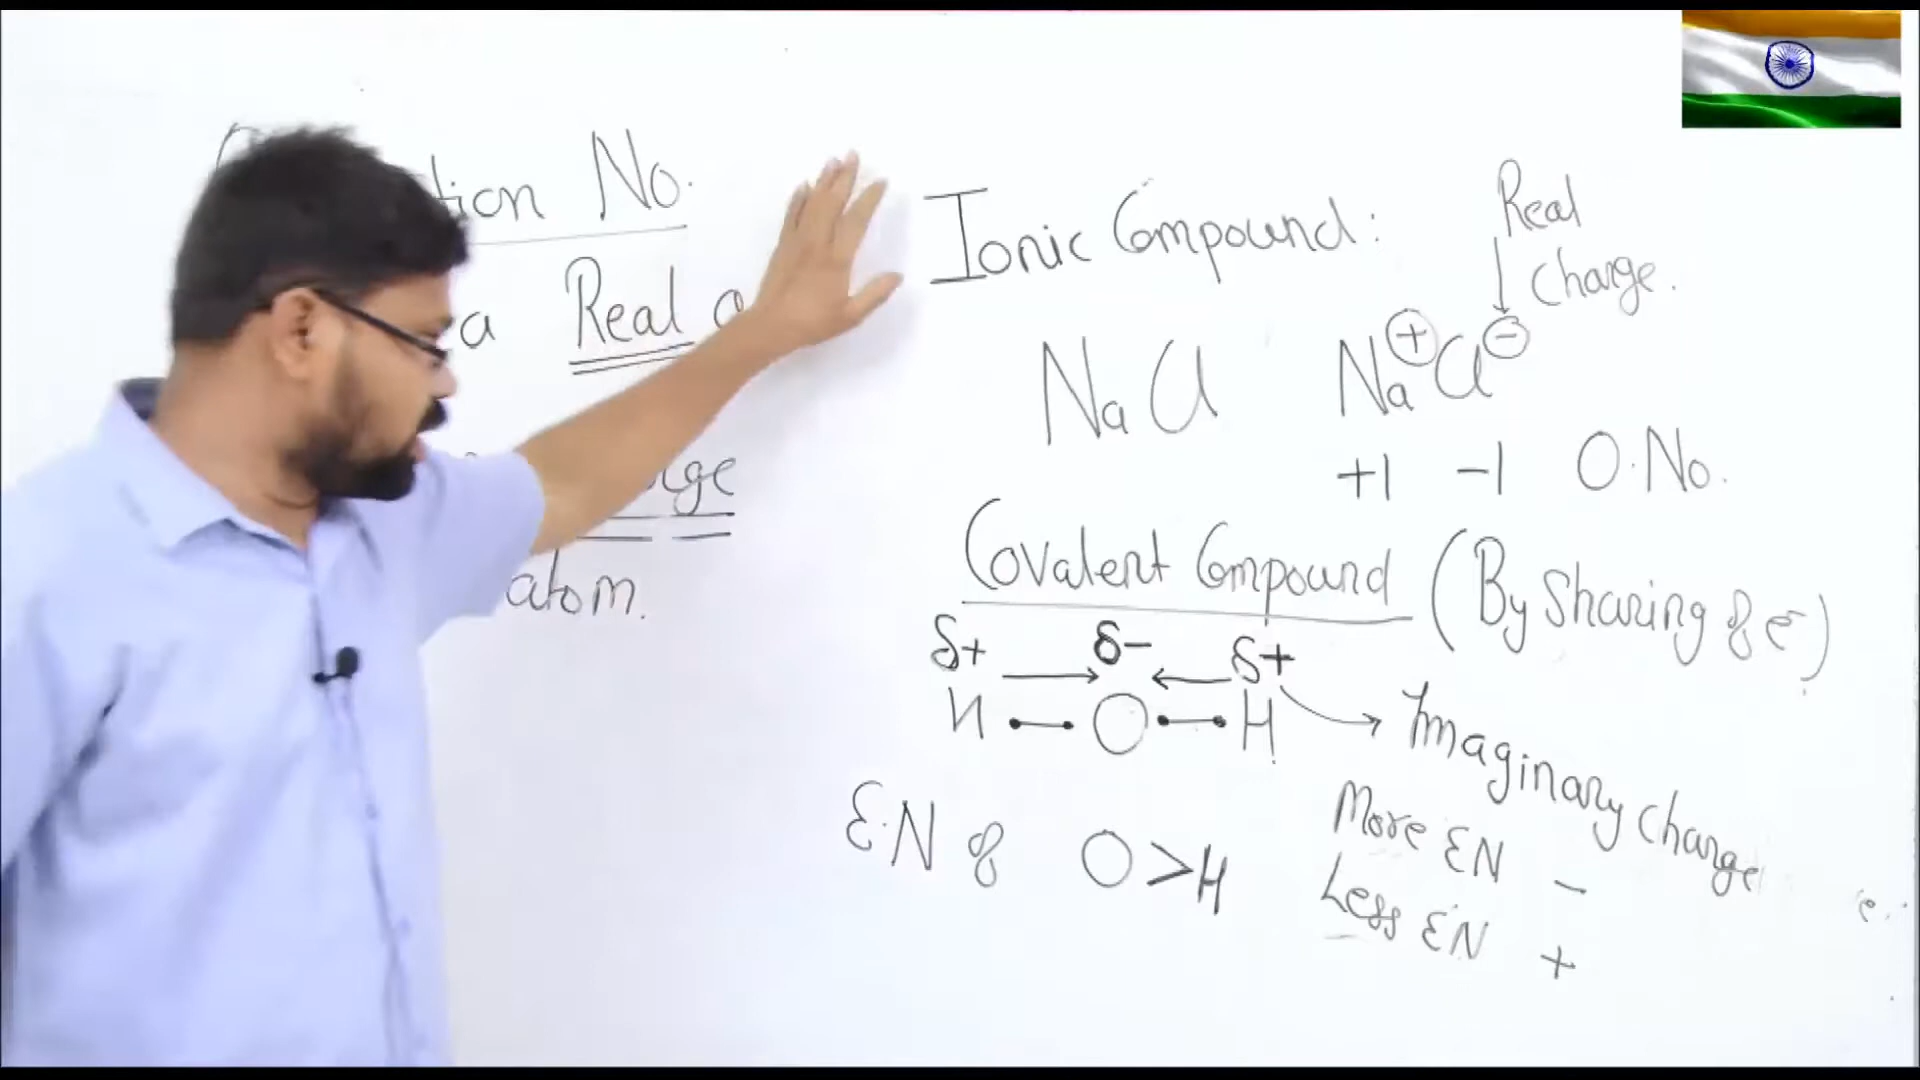 tion No.
a Real
rge
atom.
Ionic Compound:
Real
Charge.
NaCl Na⊕Cl⊖
+1 -1 O.No.
Covalent Compound (By Sharing of e⁻)
δ+ δ- δ+
H O H
Imaginary Charge
E.N of O>H
More EN -
Less EN +